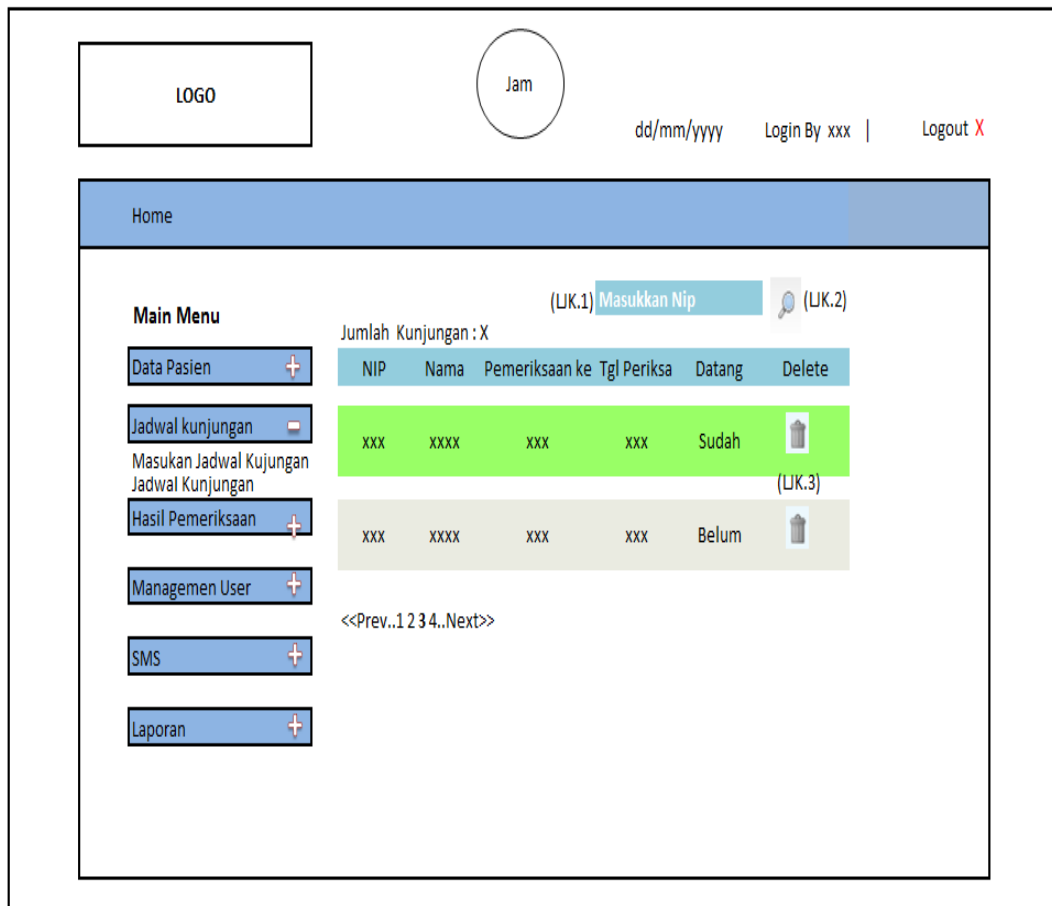 LOGO
Jam
dd/mm/yyyy Login By xxx | Logout X
Home
Main Menu
Data Pasien
Jadwal kunjungan
Masukan Jadwal Kujungan
Jadwal Kunjungan
Hasil Pemeriksaan
Managemen User
SMS
Laporan
(LJK.1) Masukkan Nip (LJK.2)
Jumlah Kunjungan : X
NIP Nama Pemeriksaan ke Tgl Periksa Datang Delete
xxx xxxx xxx xxx Sudah
(LJK.3)
xxx xxxx xxx xxx Belum
<<Prev..1 2 3 4..Next>>